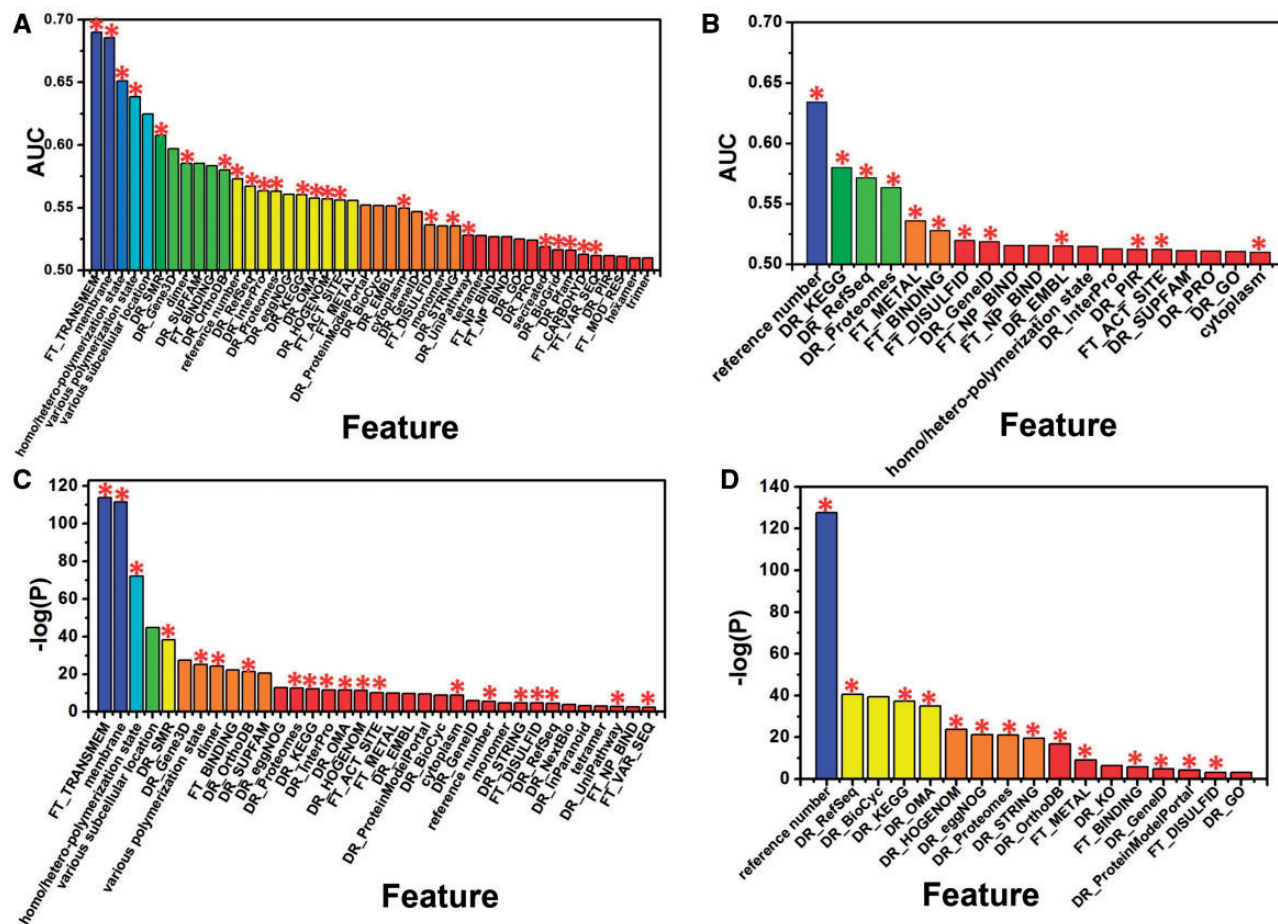 A
0.70
0.65
0.60
0.55
0.50
AUC
FT_TRANSMEM
membrane
homo/hetero-polymerization state
various polymerization state
various subcellular location
DR_SMR
DR_Gene3D
dimer
DR_SUPFAM
FT_BINDING
DR_OrthoDB
reference number
DR_RefSeq
DR_InterPro
DR_Proteomes
DR_eggNOG
DR_KEGG
DR_OMA
DR_HOGENOM
FT_ACT_SITE
FT_METAL
DR_ProteinModelPortal
DR_BioCyc
DR_EMBL
cytoplasm
DR_GeneID
FT_DISULFID
monomer
DR_STRING
DR_UniPathway
tetramer
FT_NP_BIND
FT_NP_BIND
DR_GO
DR_PRO
secreted
DR_Pfam
FT_CARBOHYD
FT_VAR_SEQ
FT_MOD_RES
hexamer
trimer
Feature
B
0.70
0.65
0.60
0.55
0.50
AUC
reference number
DR_KEGG
DR_RefSeq
DR_Proteomes
FT_METAL
FT_BINDING
FT_DISULFID
DR_GeneID
FT_NP_BIND
FT_NP_BIND
DR_EMBL
homo/hetero-polymerization state
DR_InterPro
DR_PIR
FT_ACT_SITE
DR_SUPFAM
DR_PRO
DR_GO
cytoplasm
Feature
C
120
100
80
60
40
20
0
-log(P)
FT_TRANSMEM
membrane
homo/hetero-polymerization state
various subcellular location
DR_SMR
DR_Gene3D
various polymerization state
dimer
FT_BINDING
DR_OrthoDB
DR_SUPFAM
DR_eggNOG
DR_Proteomes
DR_KEGG
DR_InterPro
DR_OMA
DR_HOGENOM
FT_ACT_SITE
FT_METAL
DR_EMBL
DR_ProteinModelPortal
DR_BioCyc
cytoplasm
DR_GeneID
reference number
monomer
DR_STRING
FT_DISULFID
DR_RefSeq
DR_NextBio
DR_InParanoid
tetramer
DR_UniPathway
FT_NP_BIND
FT_VAR_SEQ
Feature
D
140
120
100
80
60
40
20
0
-log(P)
reference number
DR_RefSeq
DR_BioCyc
DR_KEGG
DR_OMA
DR_HOGENOM
DR_eggNOG
DR_Proteomes
DR_STRING
DR_OrthoDB
FT_METAL
DR_KO
FT_BINDING
DR_GeneID
DR_ProteinModelPortal
FT_DISULFID
DR_GO
Feature